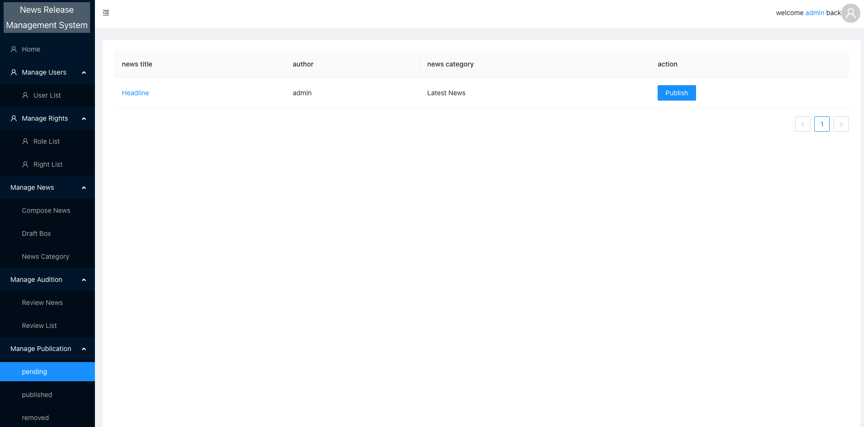 News Release
Management System
welcome admin back
Home
Manage Users
User List
Manage Rights
Role List
Right List
Manage News
Compose News
Draft Box
News Category
Manage Audition
Review News
Review List
Manage Publication
pending
published
removed
news title author news category action
Headline admin Latest News Publish
< 1 >